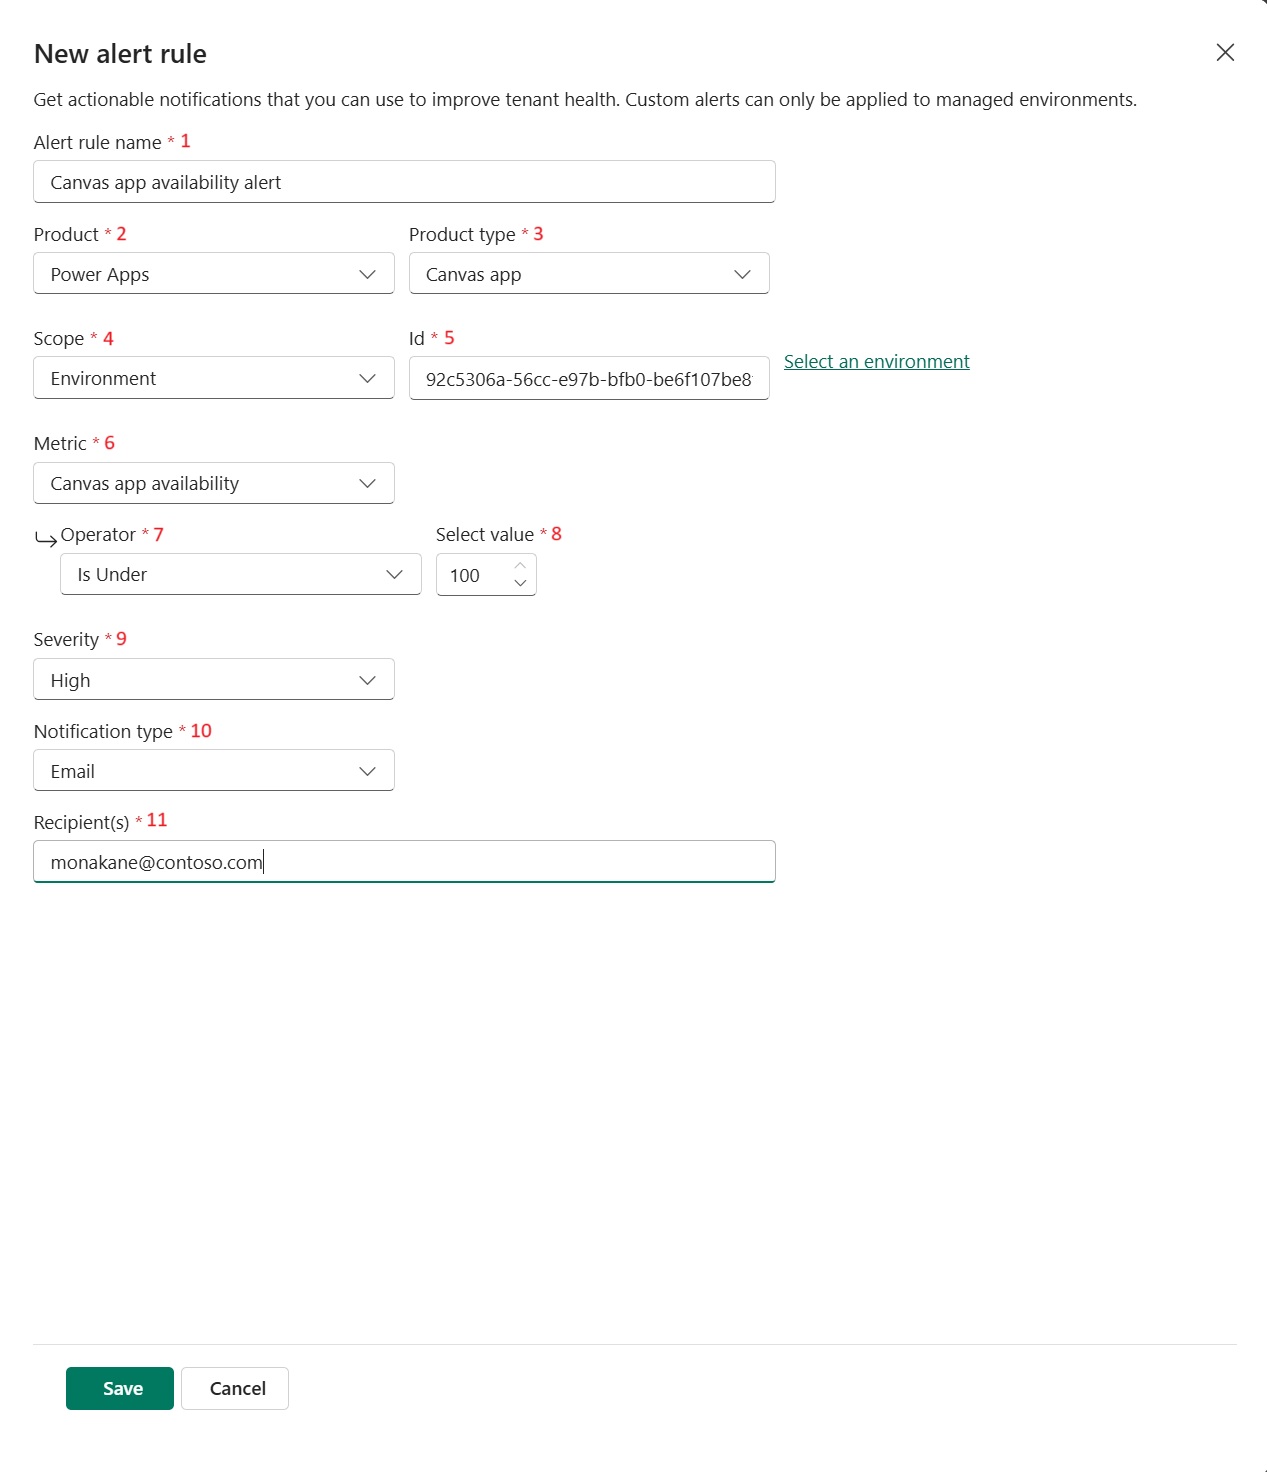 New alert rule
Get actionable notifications that you can use to improve tenant health. Custom alerts can only be applied to managed environments.
Alert rule name * 1
Canvas app availability alert
Product * 2
Product type * 3
Power Apps
Canvas app
Scope * 4
Id * 5
Environment
92c5306a-56cc-e97b-bfb0-be6f107be8
Select an environment
Metric * 6
Canvas app availability
Operator * 7
Select value * 8
Is Under
100
Severity * 9
High
Notification type * 10
Email
Recipient(s) * 11
monakane@contoso.com
Save
Cancel